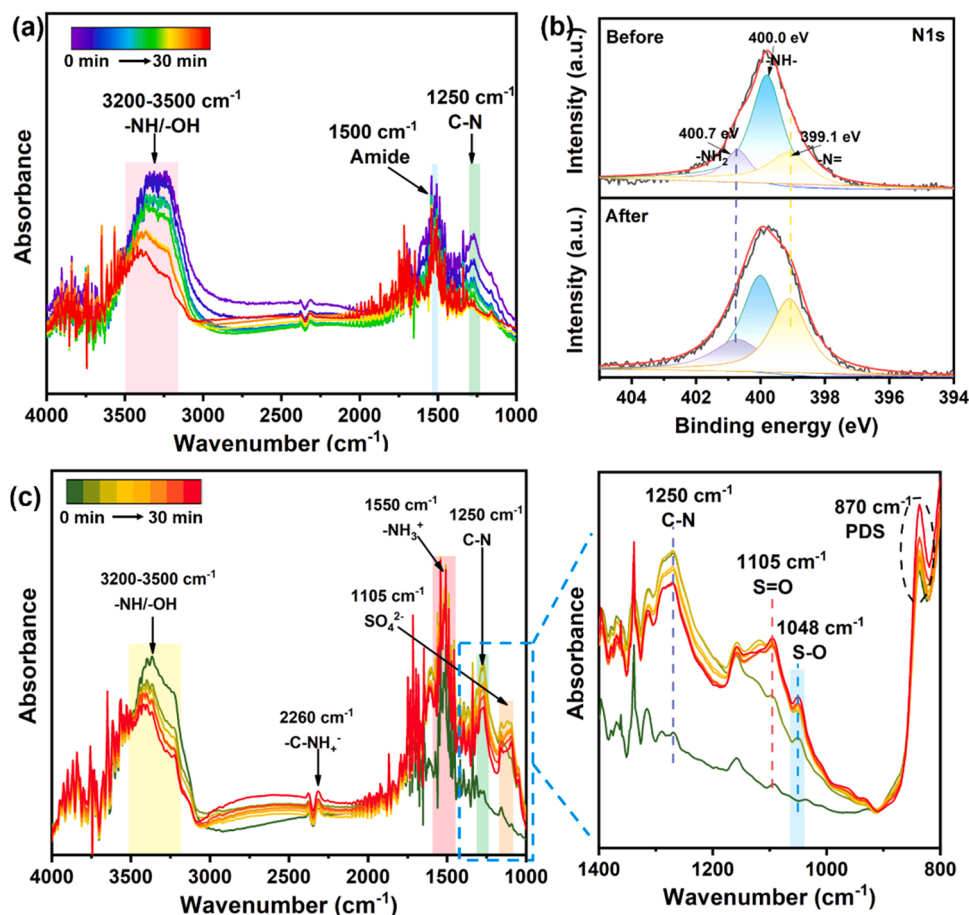 (a)
0 min → 30 min
3200-3500 cm⁻¹
-NH/-OH
1500 cm⁻¹
Amide
1250 cm⁻¹
C-N
Absorbance
4000 3500 3000 2500 2000 1500 1000
Wavenumber (cm⁻¹)
(b)
Before
N1s
400.0 eV
-NH-
400.7 eV
-NH₂
399.1 eV
-N=
Intensity (a.u.)
After
Intensity (a.u.)
404 402 400 398 396 394
Binding energy (eV)
(c)
0 min → 30 min
3200-3500 cm⁻¹
-NH/-OH
2260 cm⁻¹
-C-NH₊⁻
1550 cm⁻¹
-NH₃⁺
1105 cm⁻¹
SO₄²⁻
1250 cm⁻¹
C-N
Absorbance
4000 3500 3000 2500 2000 1500 1000
Wavenumber (cm⁻¹)
1250 cm⁻¹
C-N
1105 cm⁻¹
S=O
1048 cm⁻¹
S-O
870 cm⁻¹
PDS
Absorbance
1400 1200 1000 800
Wavenumber (cm⁻¹)